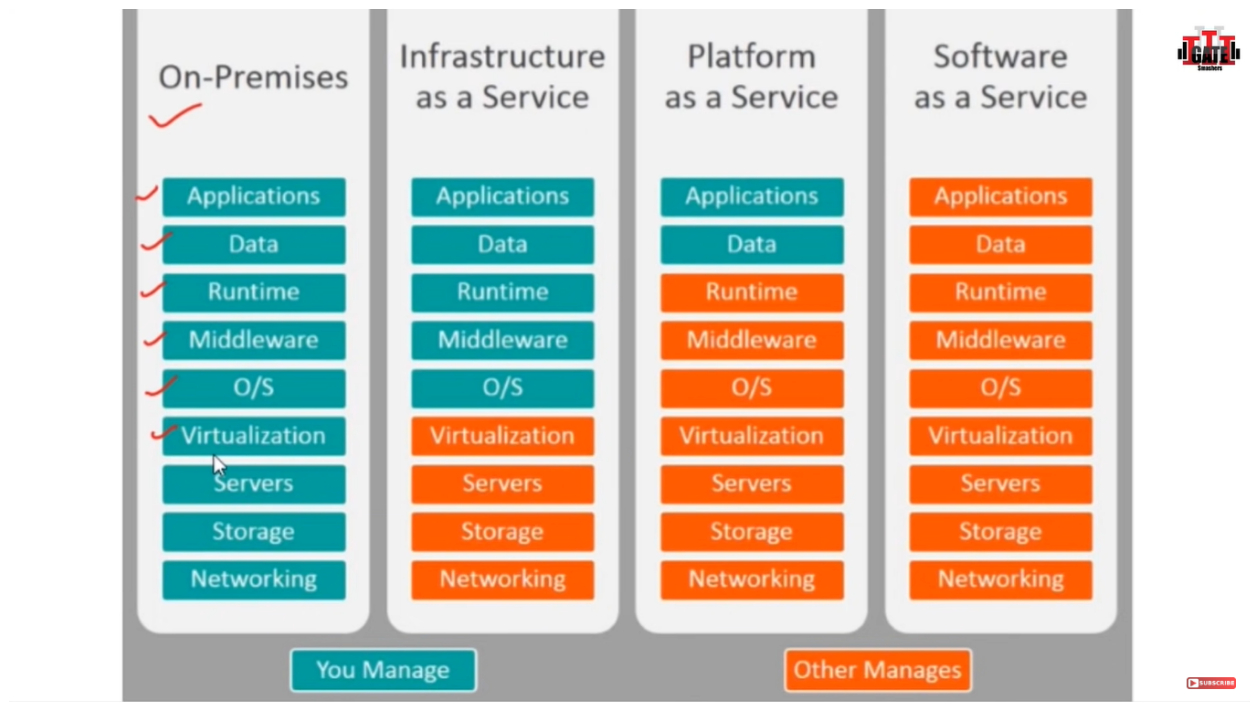 On-Premises
Applications
Data
Runtime
Middleware
O/S
Virtualization
Servers
Storage
Networking
Infrastructure
as a Service
Applications
Data
Runtime
Middleware
O/S
Virtualization
Servers
Storage
Networking
Platform
as a Service
Applications
Data
Runtime
Middleware
O/S
Virtualization
Servers
Storage
Networking
Software
as a Service
Applications
Data
Runtime
Middleware
O/S
Virtualization
Servers
Storage
Networking
You Manage
Other Manages
GATE
Smashers
SUBSCRIBE